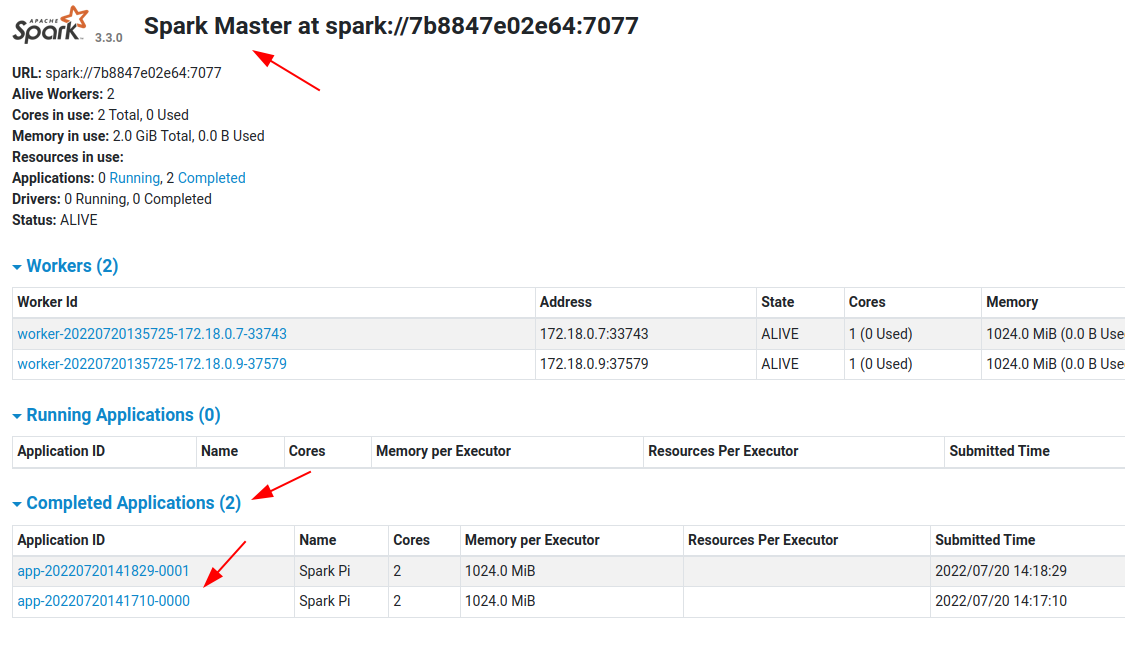 APACHE Spark 3.3.0 Spark Master at spark://7b8847e02e64:7077
URL: spark://7b8847e02e64:7077
Alive Workers: 2
Cores in use: 2 Total, 0 Used
Memory in use: 2.0 GiB Total, 0.0 B Used
Resources in use:
Applications: 0 Running, 2 Completed
Drivers: 0 Running, 0 Completed
Status: ALIVE
Workers (2)
Worker Id Address State Cores Memory
worker-20220720135725-172.18.0.7-33743 172.18.0.7:33743 ALIVE 1 (0 Used) 1024.0 MiB (0.0 B Use
worker-20220720135725-172.18.0.9-37579 172.18.0.9:37579 ALIVE 1 (0 Used) 1024.0 MiB (0.0 B Use
Running Applications (0)
Application ID Name Cores Memory per Executor Resources Per Executor Submitted Time
Completed Applications (2)
Application ID Name Cores Memory per Executor Resources Per Executor Submitted Time
app-20220720141829-0001 Spark Pi 2 1024.0 MiB 2022/07/20 14:18:29
app-20220720141710-0000 Spark Pi 2 1024.0 MiB 2022/07/20 14:17:10